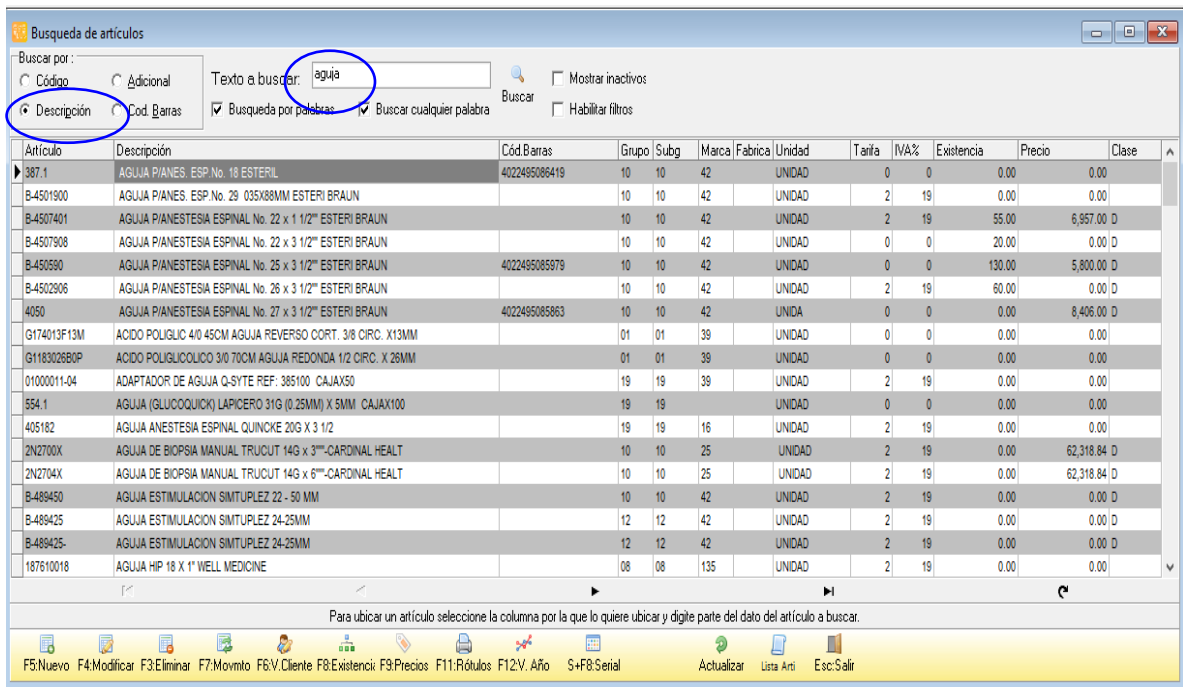 Busqueda de artículos
Buscar por :
Código Adicional Texto a buscar: aguja Buscar Mostrar inactivos
Descripción Cod. Barras Busqueda por palabras Buscar cualquier palabra Habilitar filtros
Artículo Descripción Cód.Barras Grupo Subg Marca Fabrica Unidad Tarifa IVA% Existencia Precio Clase
387.1 AGUJA P/ANES. ESP.No. 18 ESTERIL 4022495086419 10 10 42 UNIDAD 0 0 0.00 0.00
B-4501900 AGUJA P/ANES. ESP.No. 29 035X88MM ESTERI BRAUN 10 10 42 UNIDAD 2 19 0.00 0.00
B-4507401 AGUJA P/ANESTESIA ESPINAL No. 22 x 1 1/2"" ESTERI BRAUN 10 10 42 UNIDAD 2 19 55.00 6,957.00 D
B-4507908 AGUJA P/ANESTESIA ESPINAL No. 22 x 3 1/2"" ESTERI BRAUN 10 10 42 UNIDAD 0 0 20.00 0.00 D
B-450590 AGUJA P/ANESTESIA ESPINAL No. 25 x 3 1/2"" ESTERI BRAUN 4022495085979 10 10 42 UNIDAD 0 0 130.00 5,800.00 D
B-4502906 AGUJA P/ANESTESIA ESPINAL No. 26 x 3 1/2"" ESTERI BRAUN 10 10 42 UNIDAD 2 19 60.00 0.00 D
4050 AGUJA P/ANESTESIA ESPINAL No. 27 x 3 1/2"" ESTERI BRAUN 4022495085863 10 10 42 UNIDA 0 0 0.00 8,406.00 D
G174013F13M ACIDO POLIGLIC 4/0 45CM AGUJA REVERSO CORT. 3/8 CIRC. X13MM 01 01 39 UNIDAD 0 0 0.00 0.00
G1183026B0P ACIDO POLIGLICOLICO 3/0 70CM AGUJA REDONDA 1/2 CIRC. X 26MM 01 01 39 UNIDAD 0 0 0.00 0.00
01000011-04 ADAPTADOR DE AGUJA Q-SYTE REF: 385100 CAJAX50 19 19 39 UNIDAD 2 19 0.00 0.00
554.1 AGUJA (GLUCOQUICK) LAPICERO 31G (0.25MM) X 5MM CAJAX100 19 19 UNIDAD 0 0 0.00 0.00
405182 AGUJA ANESTESIA ESPINAL QUINCKE 20G X 3 1/2 19 19 16 UNIDAD 2 19 0.00 0.00
2N2700X AGUJA DE BIOPSIA MANUAL TRUCUT 14G x 3""""-CARDINAL HEALT 10 10 25 UNIDAD 2 19 0.00 62,318.84 D
2N2704X AGUJA DE BIOPSIA MANUAL TRUCUT 14G x 6""""-CARDINAL HEALT 10 10 25 UNIDAD 2 19 0.00 62,318.84 D
B-489450 AGUJA ESTIMULACION SIMTUPLEZ 22 - 50 MM 10 10 42 UNIDAD 2 19 0.00 0.00 D
B-489425 AGUJA ESTIMULACION SIMTUPLEZ 24-25MM 12 12 42 UNIDAD 2 19 0.00 0.00 D
B-489425- AGUJA ESTIMULACION SIMTUPLEZ 24-25MM 12 12 42 UNIDAD 2 19 0.00 0.00 D
187610018 AGUJA HIP 18 X 1" WELL MEDICINE 08 08 135 UNIDAD 2 19 0.00 0.00
Para ubicar un artículo seleccione la columna por la que lo quiere ubicar y digite parte del dato del artículo a buscar.
F5:Nuevo F4:Modificar F3:Eliminar F7:Movmto F6:V.Cliente F8:Existenci: F9:Precios F11:Rótulos F12:V. Año S+F8:Serial Actualizar Lista Arti Esc:Salir